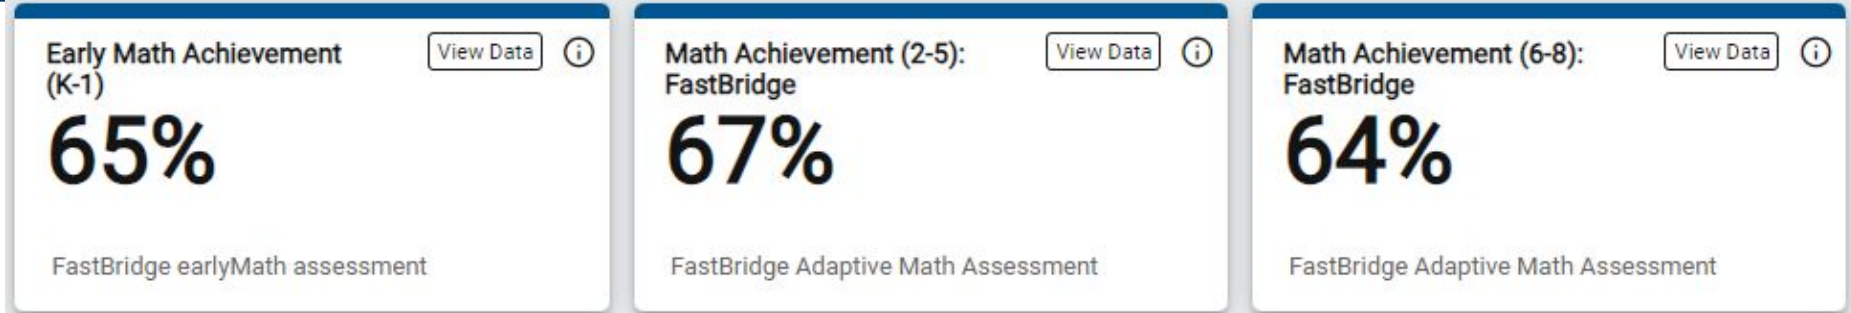 Early Math Achievement
(K-1)
View Data
65%
FastBridge earlyMath assessment
Math Achievement (2-5):
FastBridge
View Data
67%
FastBridge Adaptive Math Assessment
Math Achievement (6-8):
FastBridge
View Data
64%
FastBridge Adaptive Math Assessment